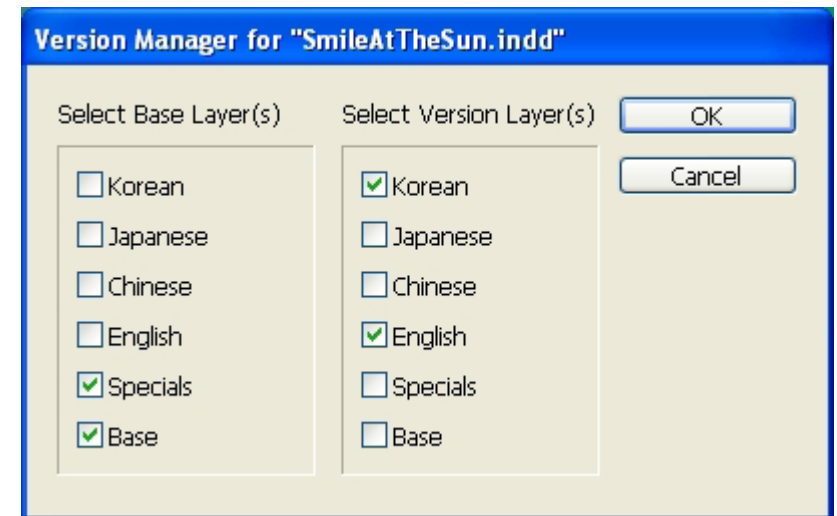 Version Manager for "SmileAtTheSun.indd"
Select Base Layer(s)
Korean
Japanese
Chinese
English
Specials
Base
Select Version Layer(s)
Korean
Japanese
Chinese
English
Specials
Base
OK
Cancel